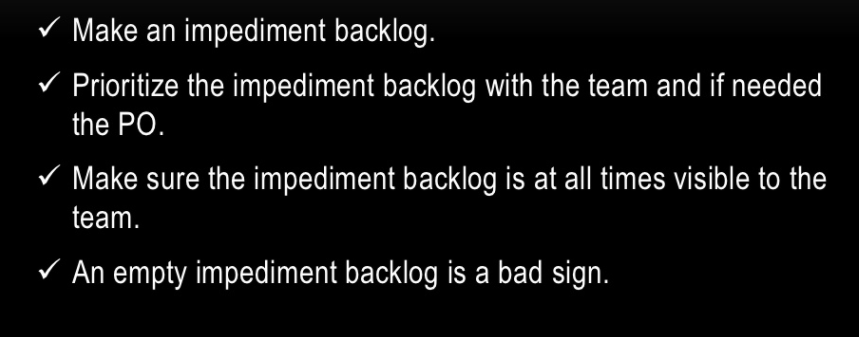 ✓ Make an impediment backlog.
✓ Prioritize the impediment backlog with the team and if needed
the PO.
✓ Make sure the impediment backlog is at all times visible to the
team.
✓ An empty impediment backlog is a bad sign.